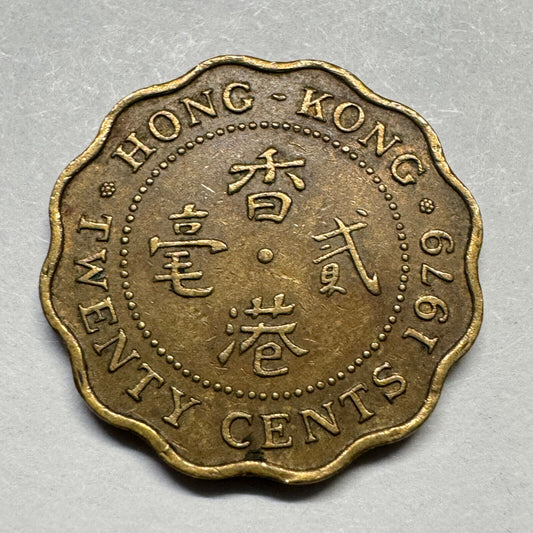 HONG-KONG
TWENTY CENTS 1979
香港
貳毫